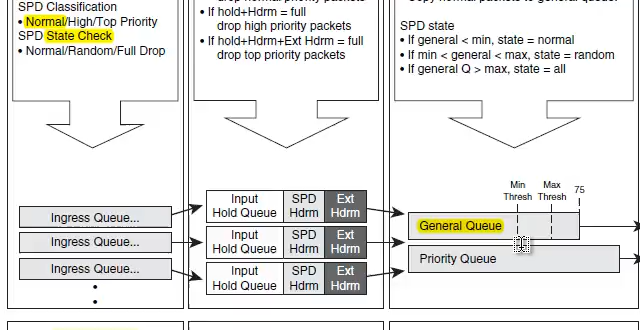 SPD Classification
• Normal/High/Top Priority
SPD State Check
• Normal/Random/Full Drop
drop normal priority packets
• If hold+Hdrm = full
drop high priority packets
• If hold+Hdrm+Ext Hdrm = full
drop top priority packets
Copy normal packets to general queue.
SPD state
• If general < min, state = normal
• If min < general < max, state = random
• If general Q > max, state = all
Ingress Queue...
Ingress Queue...
Ingress Queue...
Input Hold Queue
SPD Hdrm
Ext Hdrm
Input Hold Queue
SPD Hdrm
Ext Hdrm
Input Hold Queue
SPD Hdrm
Ext Hdrm
Min Thresh
Max Thresh
75
General Queue
Priority Queue